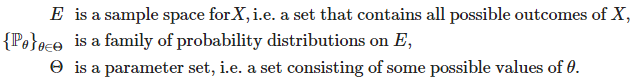 E is a sample space for X, i.e. a set that contains all possible outcomes of X,
{ℙ_θ}_{θ∈Θ} is a family of probability distributions on E,
Θ is a parameter set, i.e. a set consisting of some possible values of θ.